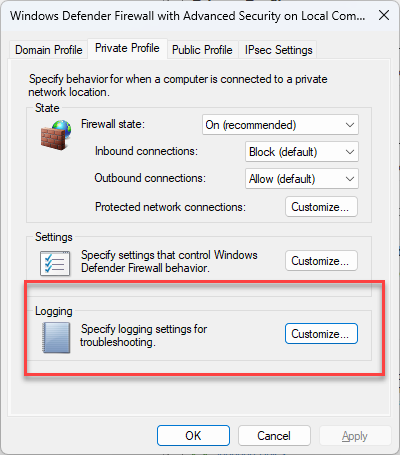 Windows Defender Firewall with Advanced Security on Local Com...
Domain Profile Private Profile Public Profile IPsec Settings
Specify behavior for when a computer is connected to a private
network location.
State
Firewall state: On (recommended)
Inbound connections: Block (default)
Outbound connections: Allow (default)
Protected network connections: Customize...
Settings
Specify settings that control Windows
Defender Firewall behavior.
Customize...
Logging
Specify logging settings for
troubleshooting.
Customize...
OK Cancel Apply